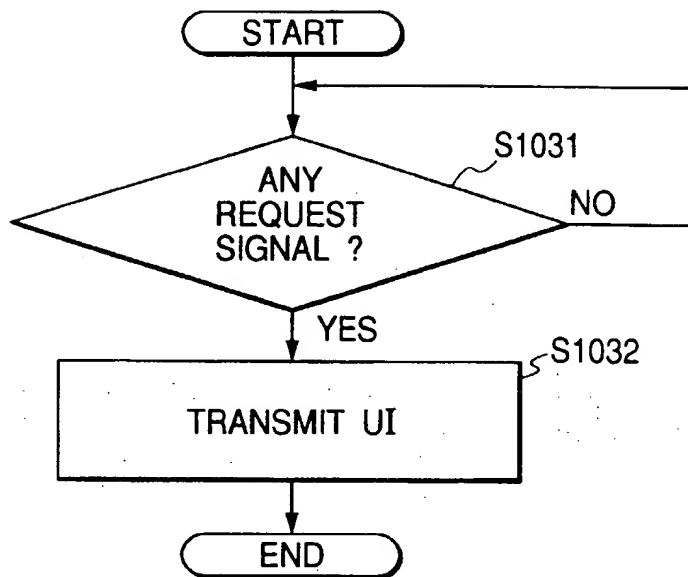 START
S1031
ANY
REQUEST
SIGNAL ?
NO
YES
S1032
TRANSMIT UI
END